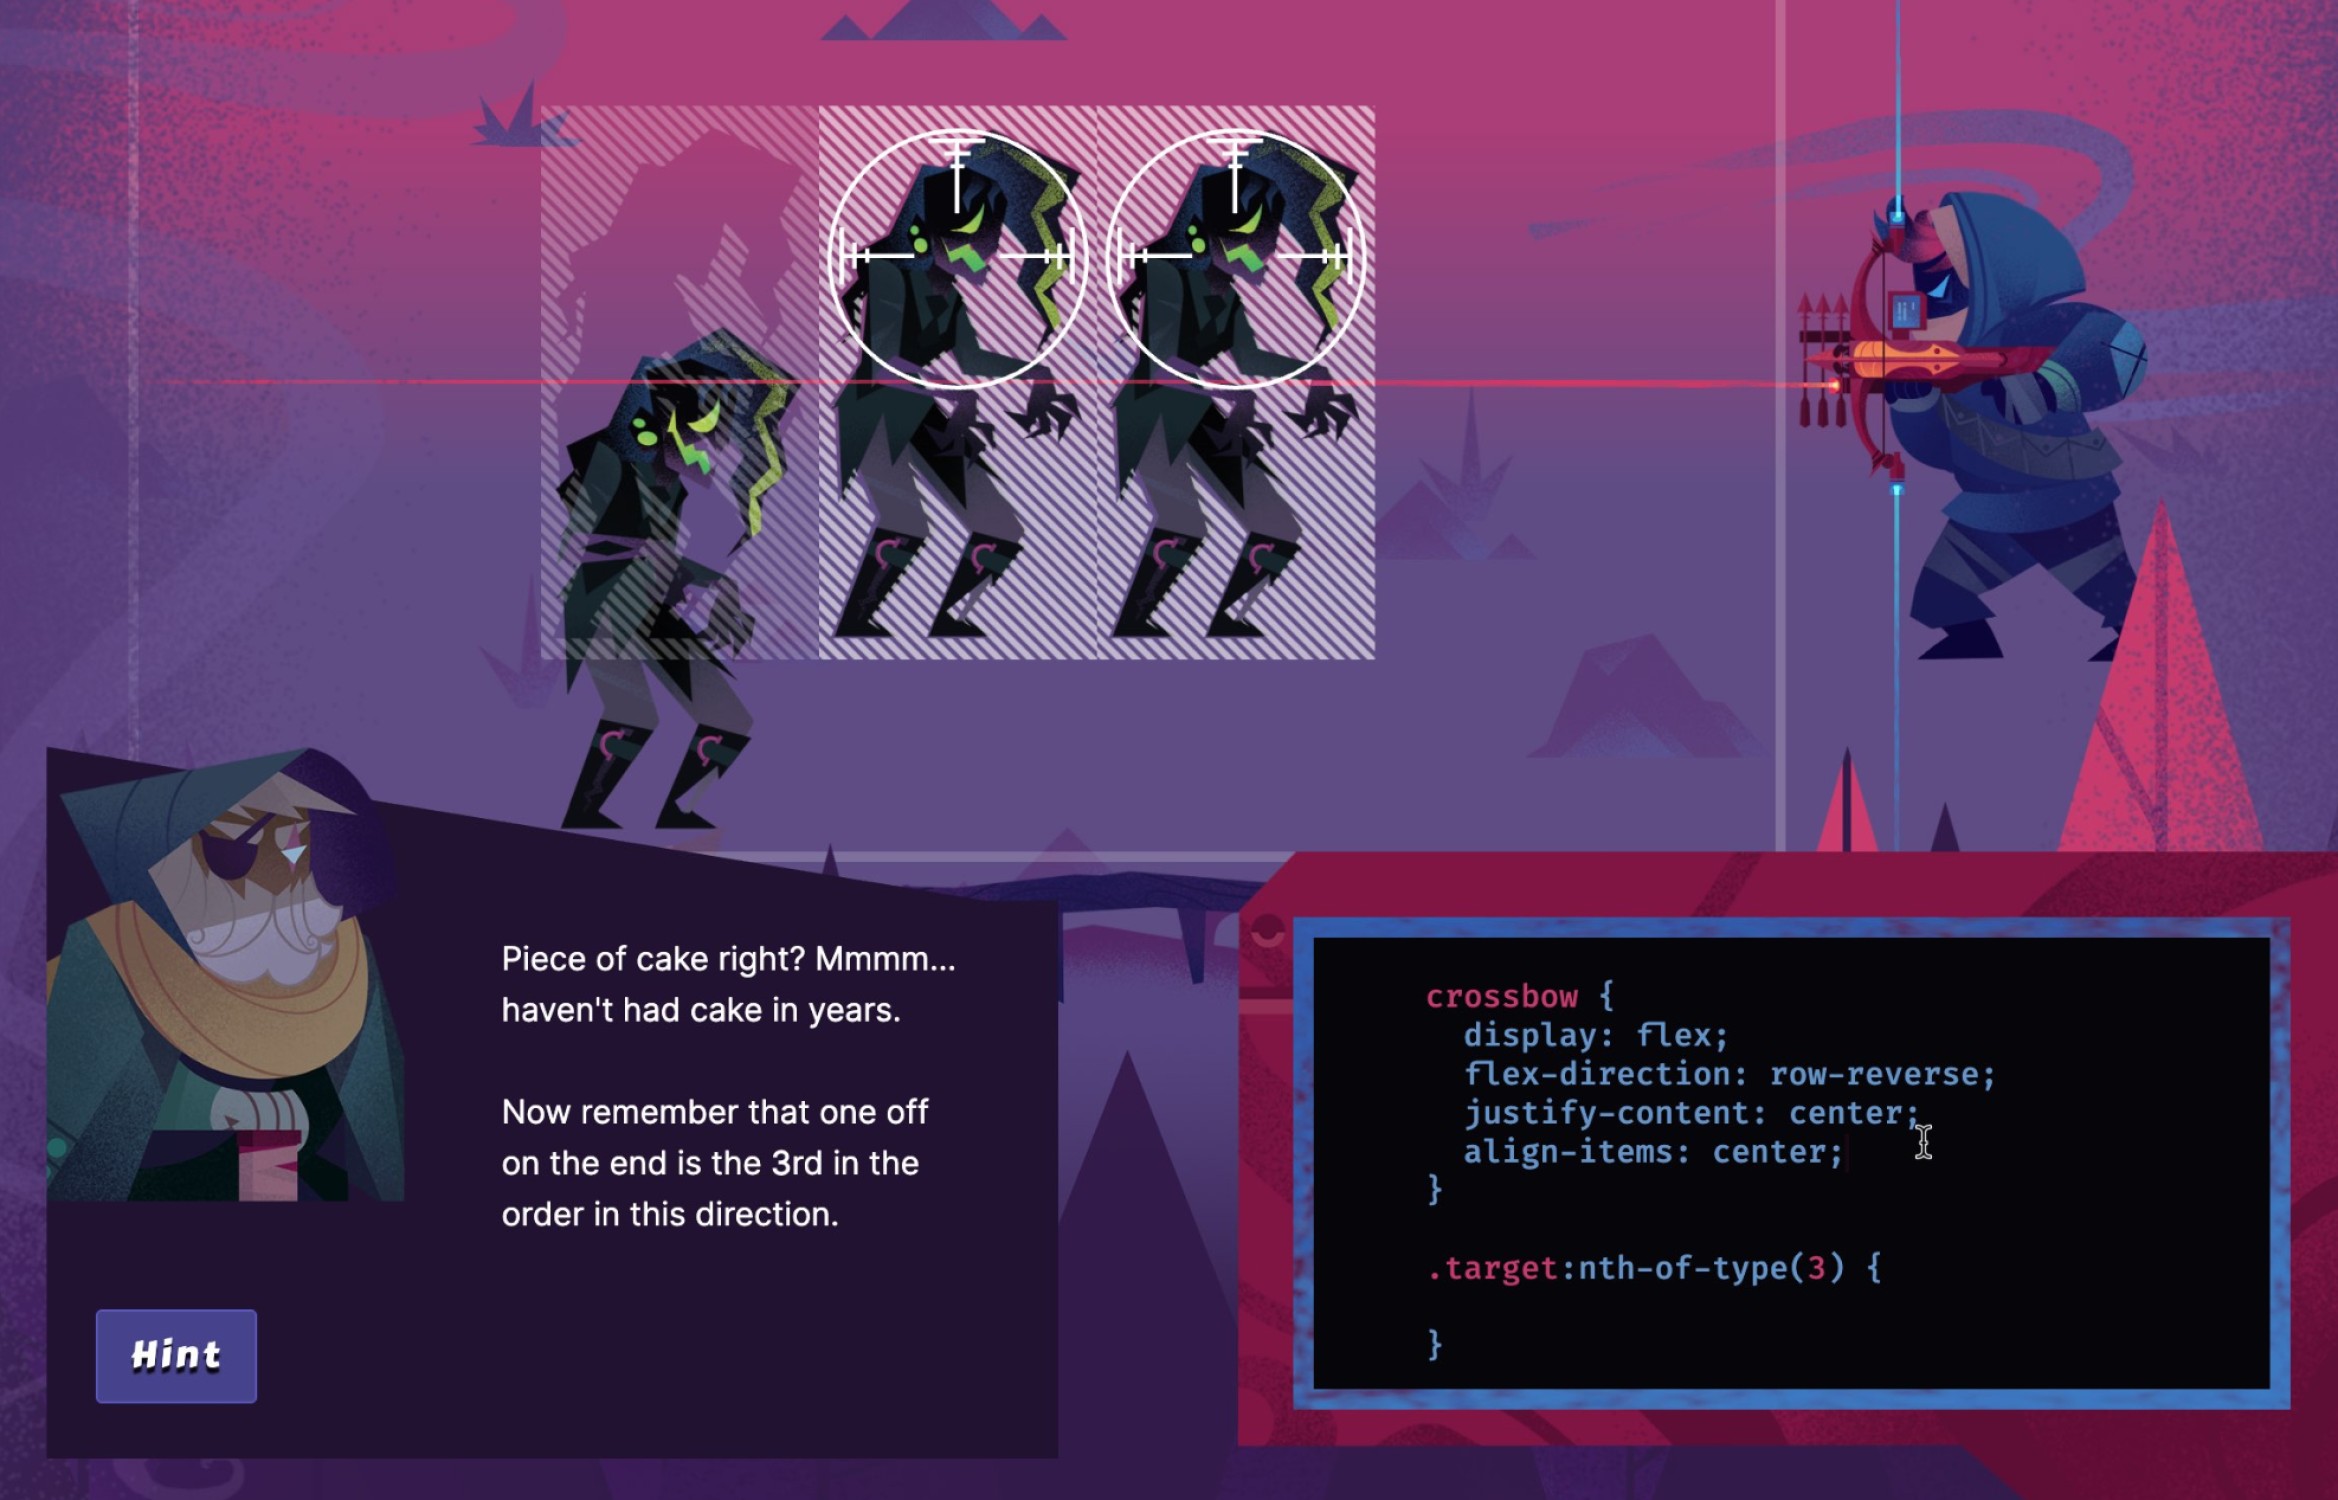 Piece of cake right? Mmmm...
haven't had cake in years.
Now remember that one off
on the end is the 3rd in the
order in this direction.
Hint
crossbow {
display: flex;
flex-direction: row-reverse;
justify-content: center;
align-items: center;
}
.target:nth-of-type(3) {
}